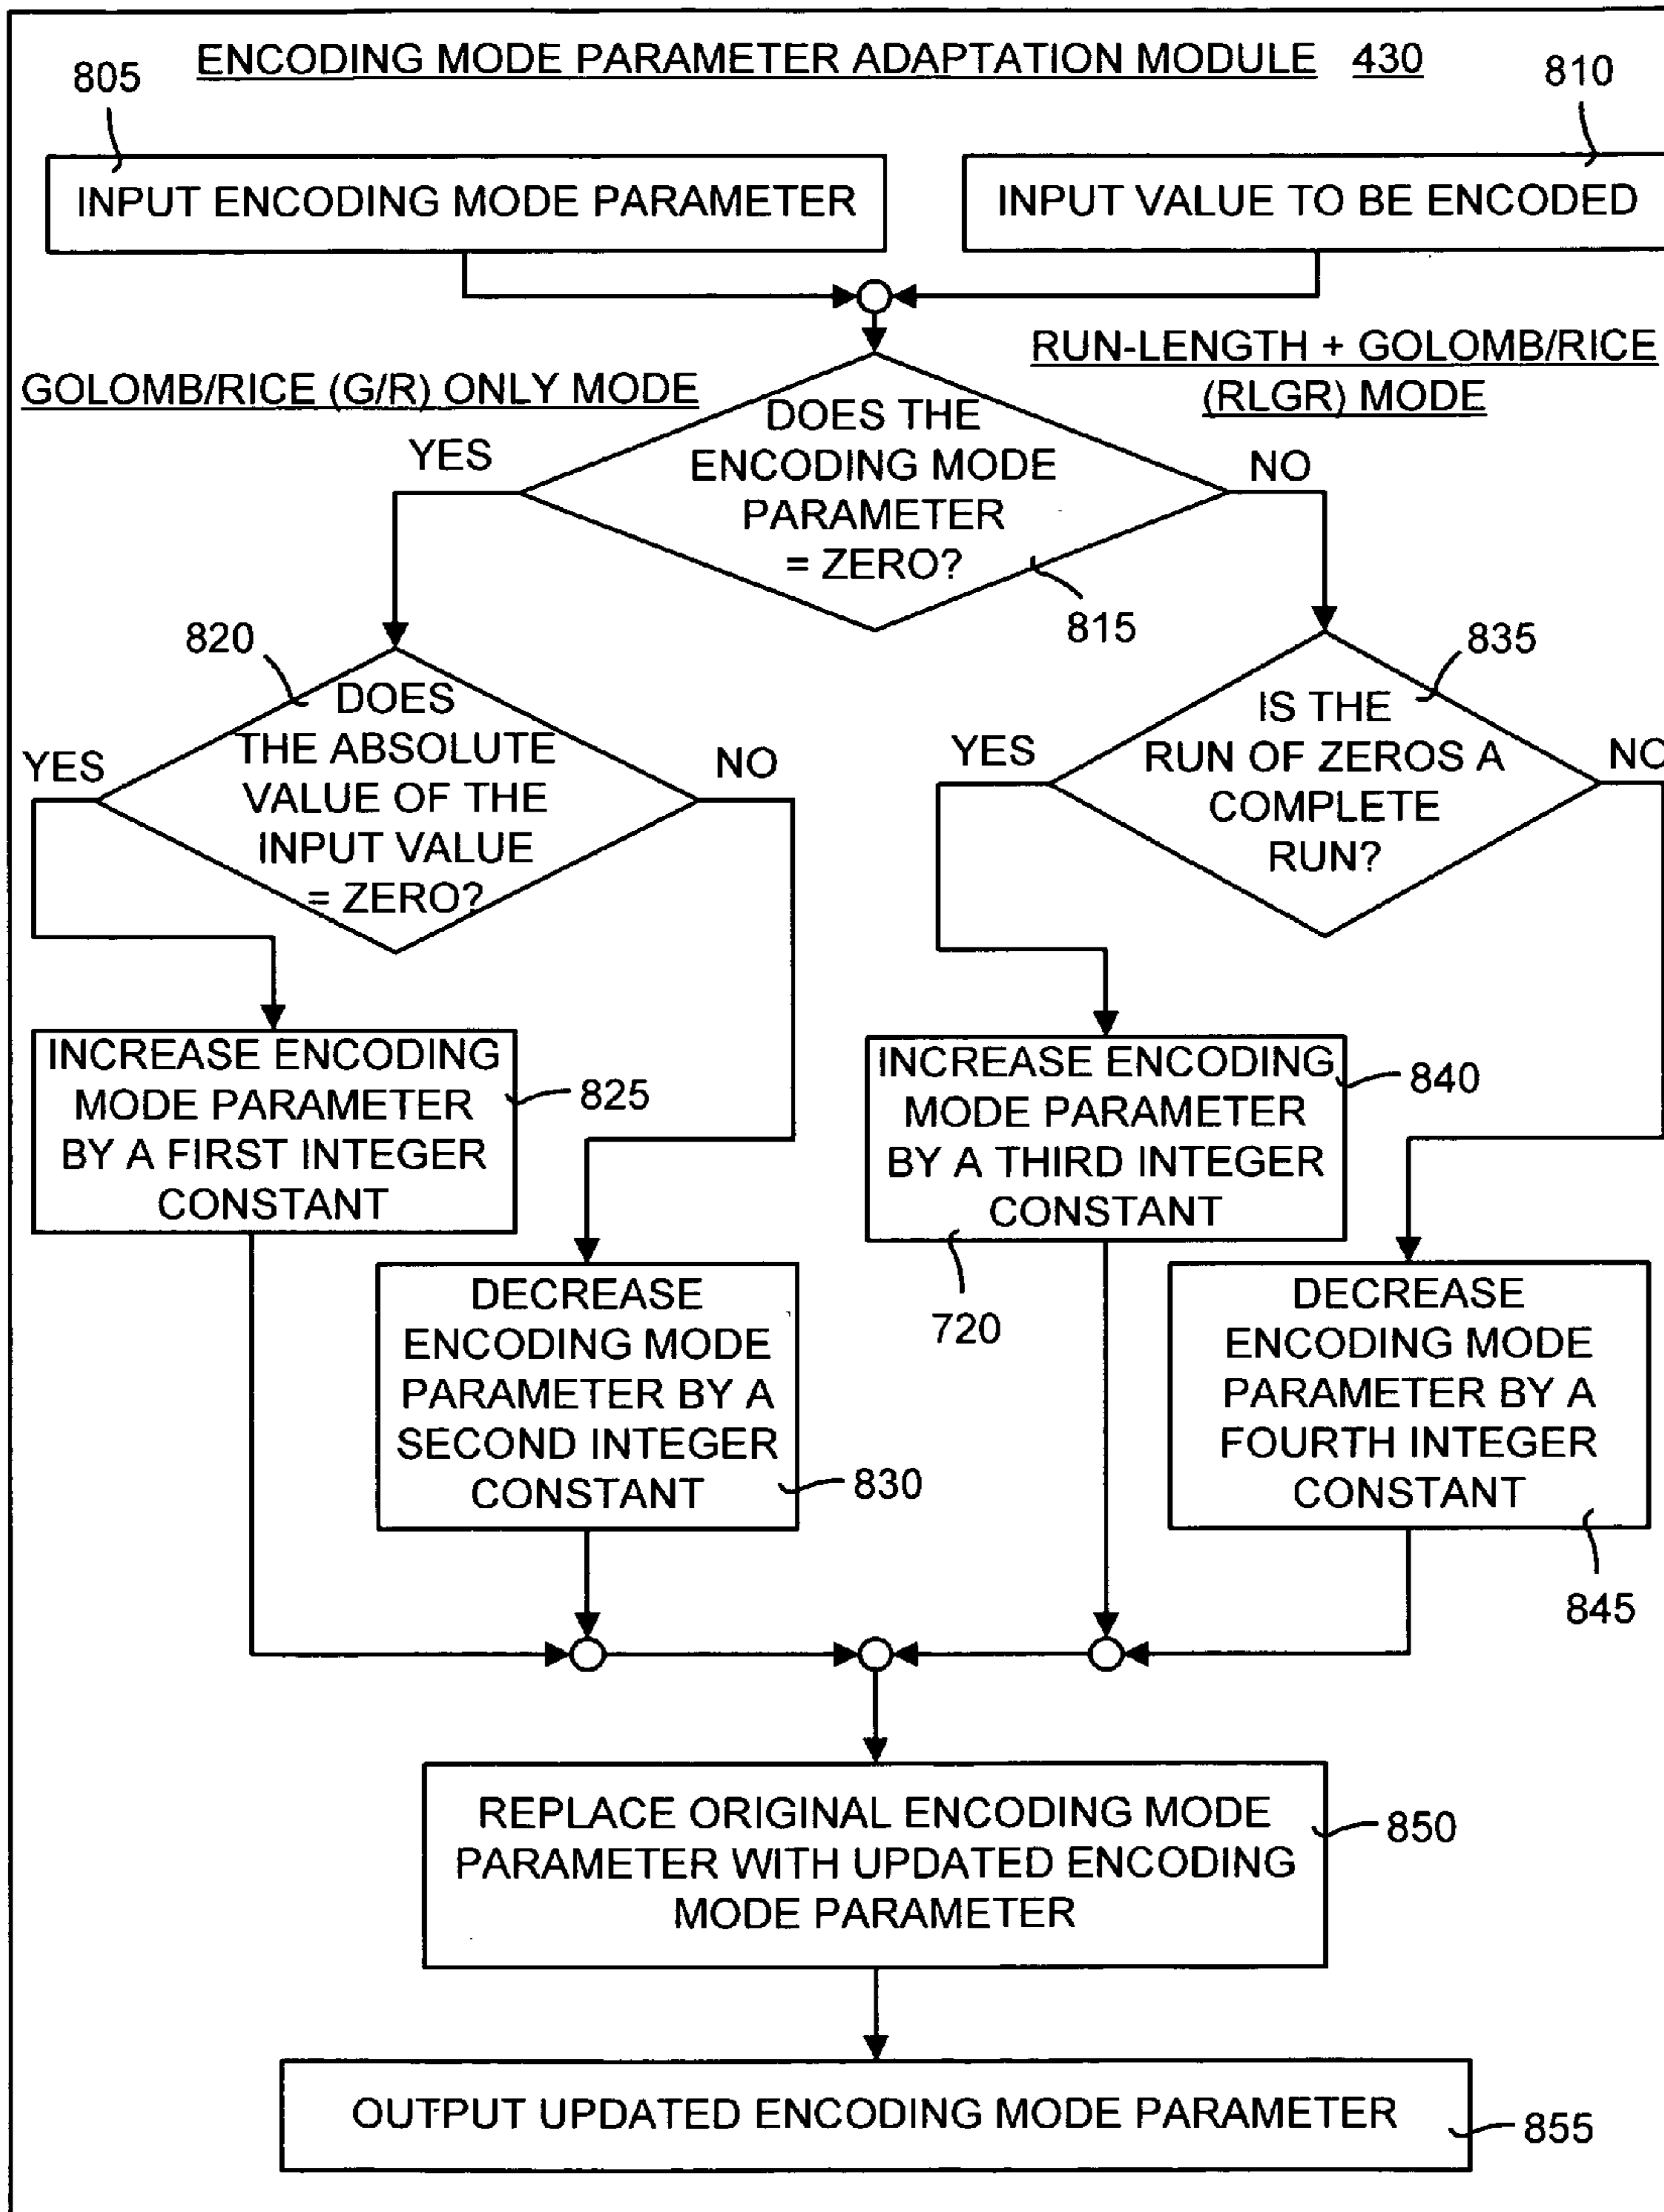 ENCODING MODE PARAMETER ADAPTATION MODULE 430
805
810
INPUT ENCODING MODE PARAMETER
INPUT VALUE TO BE ENCODED
GOLOMB/RICE (G/R) ONLY MODE
RUN-LENGTH + GOLOMB/RICE
(RLGR) MODE
YES
DOES THE
ENCODING MODE
PARAMETER
= ZERO?
NO
815
820
DOES
THE ABSOLUTE
VALUE OF THE
INPUT VALUE
= ZERO?
YES
NO
835
IS THE
RUN OF ZEROS A
COMPLETE
RUN?
YES
NO
INCREASE ENCODING
MODE PARAMETER
BY A FIRST INTEGER
CONSTANT
825
INCREASE ENCODING
MODE PARAMETER
BY A THIRD INTEGER
CONSTANT
840
720
DECREASE
ENCODING MODE
PARAMETER BY A
SECOND INTEGER
CONSTANT
830
DECREASE
ENCODING MODE
PARAMETER BY A
FOURTH INTEGER
CONSTANT
845
REPLACE ORIGINAL ENCODING MODE
PARAMETER WITH UPDATED ENCODING
MODE PARAMETER
850
OUTPUT UPDATED ENCODING MODE PARAMETER
855